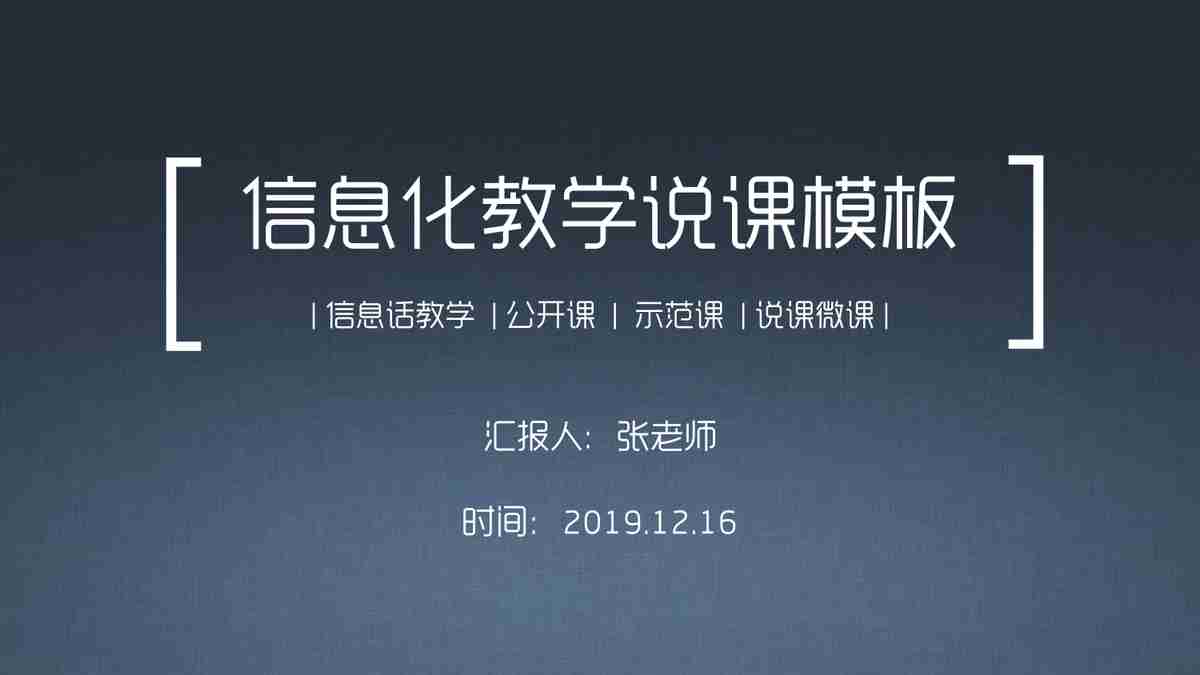 信息化教学说课模板
| 信息话教学 | 公开课 | 示范课 | 说课微课 |
汇报人：张老师
时间：2019.12.16